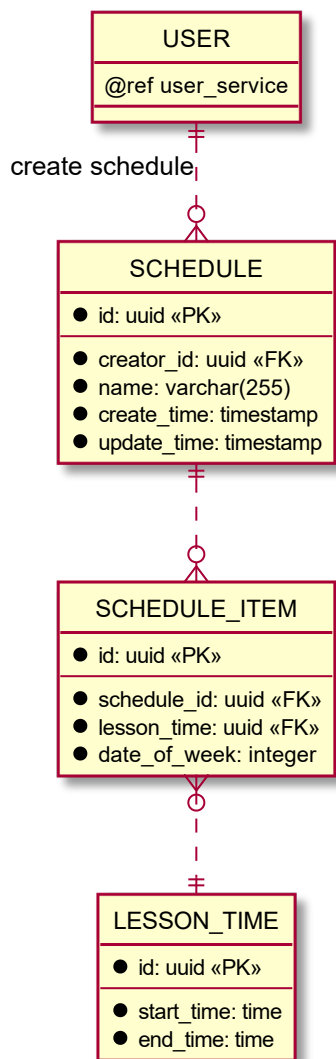 USER
@ref user_service
create schedule
SCHEDULE
id: uuid «PK»
creator_id: uuid «FK»
name: varchar(255)
create_time: timestamp
update_time: timestamp
SCHEDULE_ITEM
id: uuid «PK»
schedule_id: uuid «FK»
lesson_time: uuid «FK»
date_of_week: integer
LESSON_TIME
id: uuid «PK»
start_time: time
end_time: time